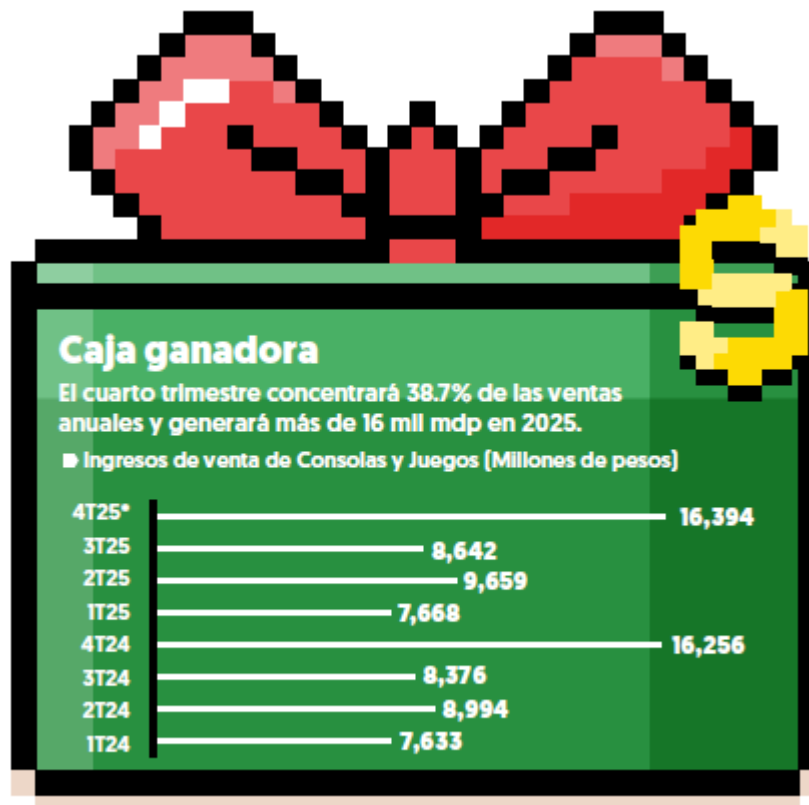 S
Caja ganadora
El cuarto trimestre concentrará 38.7% de las ventas
anuales y generará más de 16 mil mdp en 2025.
Ingresos de venta de Consolas y Juegos (Millones de pesos)
4T25* 16,394
3T25 8,642
2T25 9,659
1T25 7,668
4T24 16,256
3T24 8,376
2T24 8,994
1T24 7,633